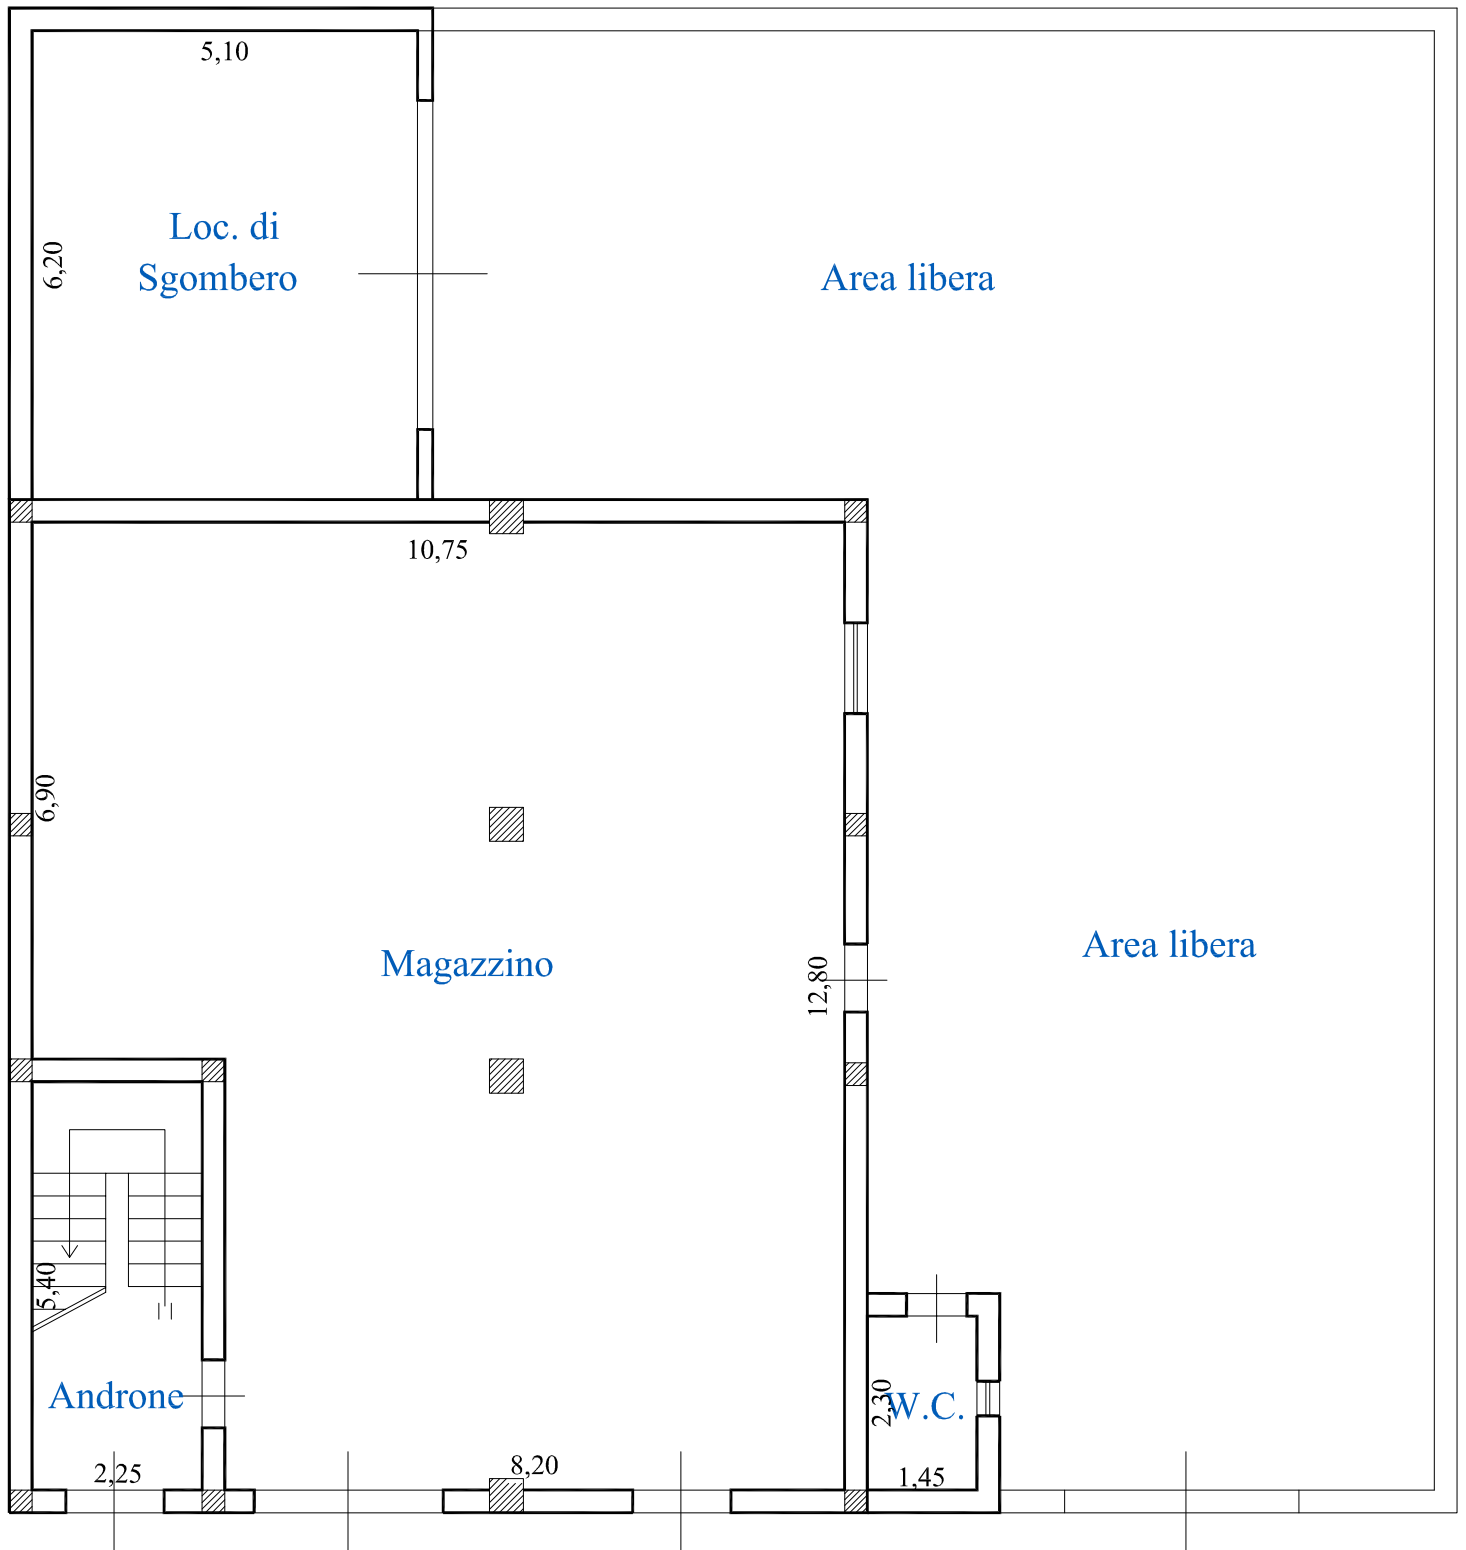 5,10
Loc. di
Sgombero
6,20
Area libera
10,75
6,90
Magazzino
12,80
Area libera
5,40
Androne
2,25
8,20
2,30
W.C.
1,45